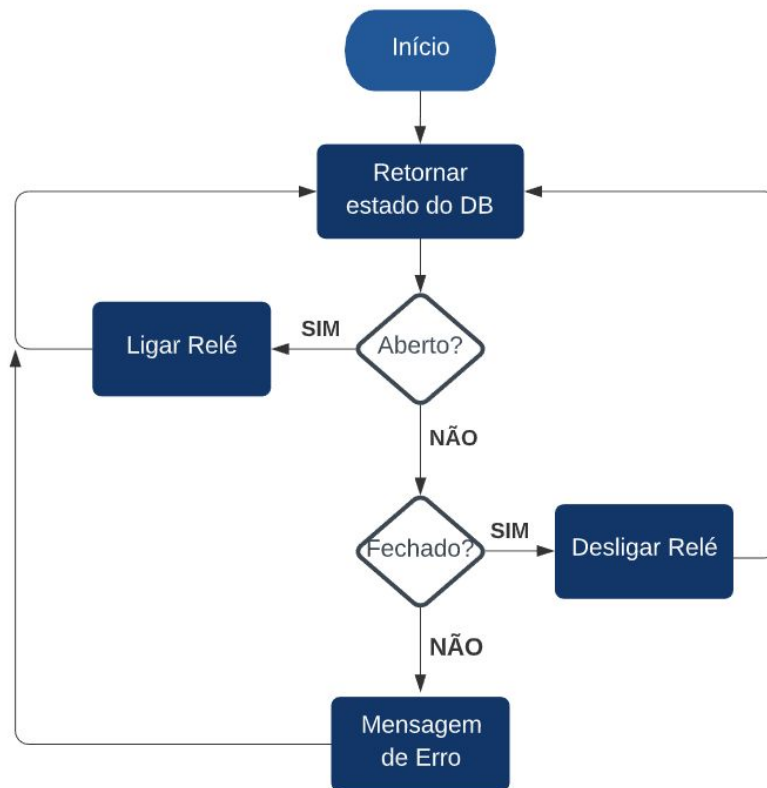 Início
Retornar
estado do DB
SIM
Ligar Relé
Aberto?
NÃO
Fechado?
SIM
Desligar Relé
NÃO
Mensagem
de Erro